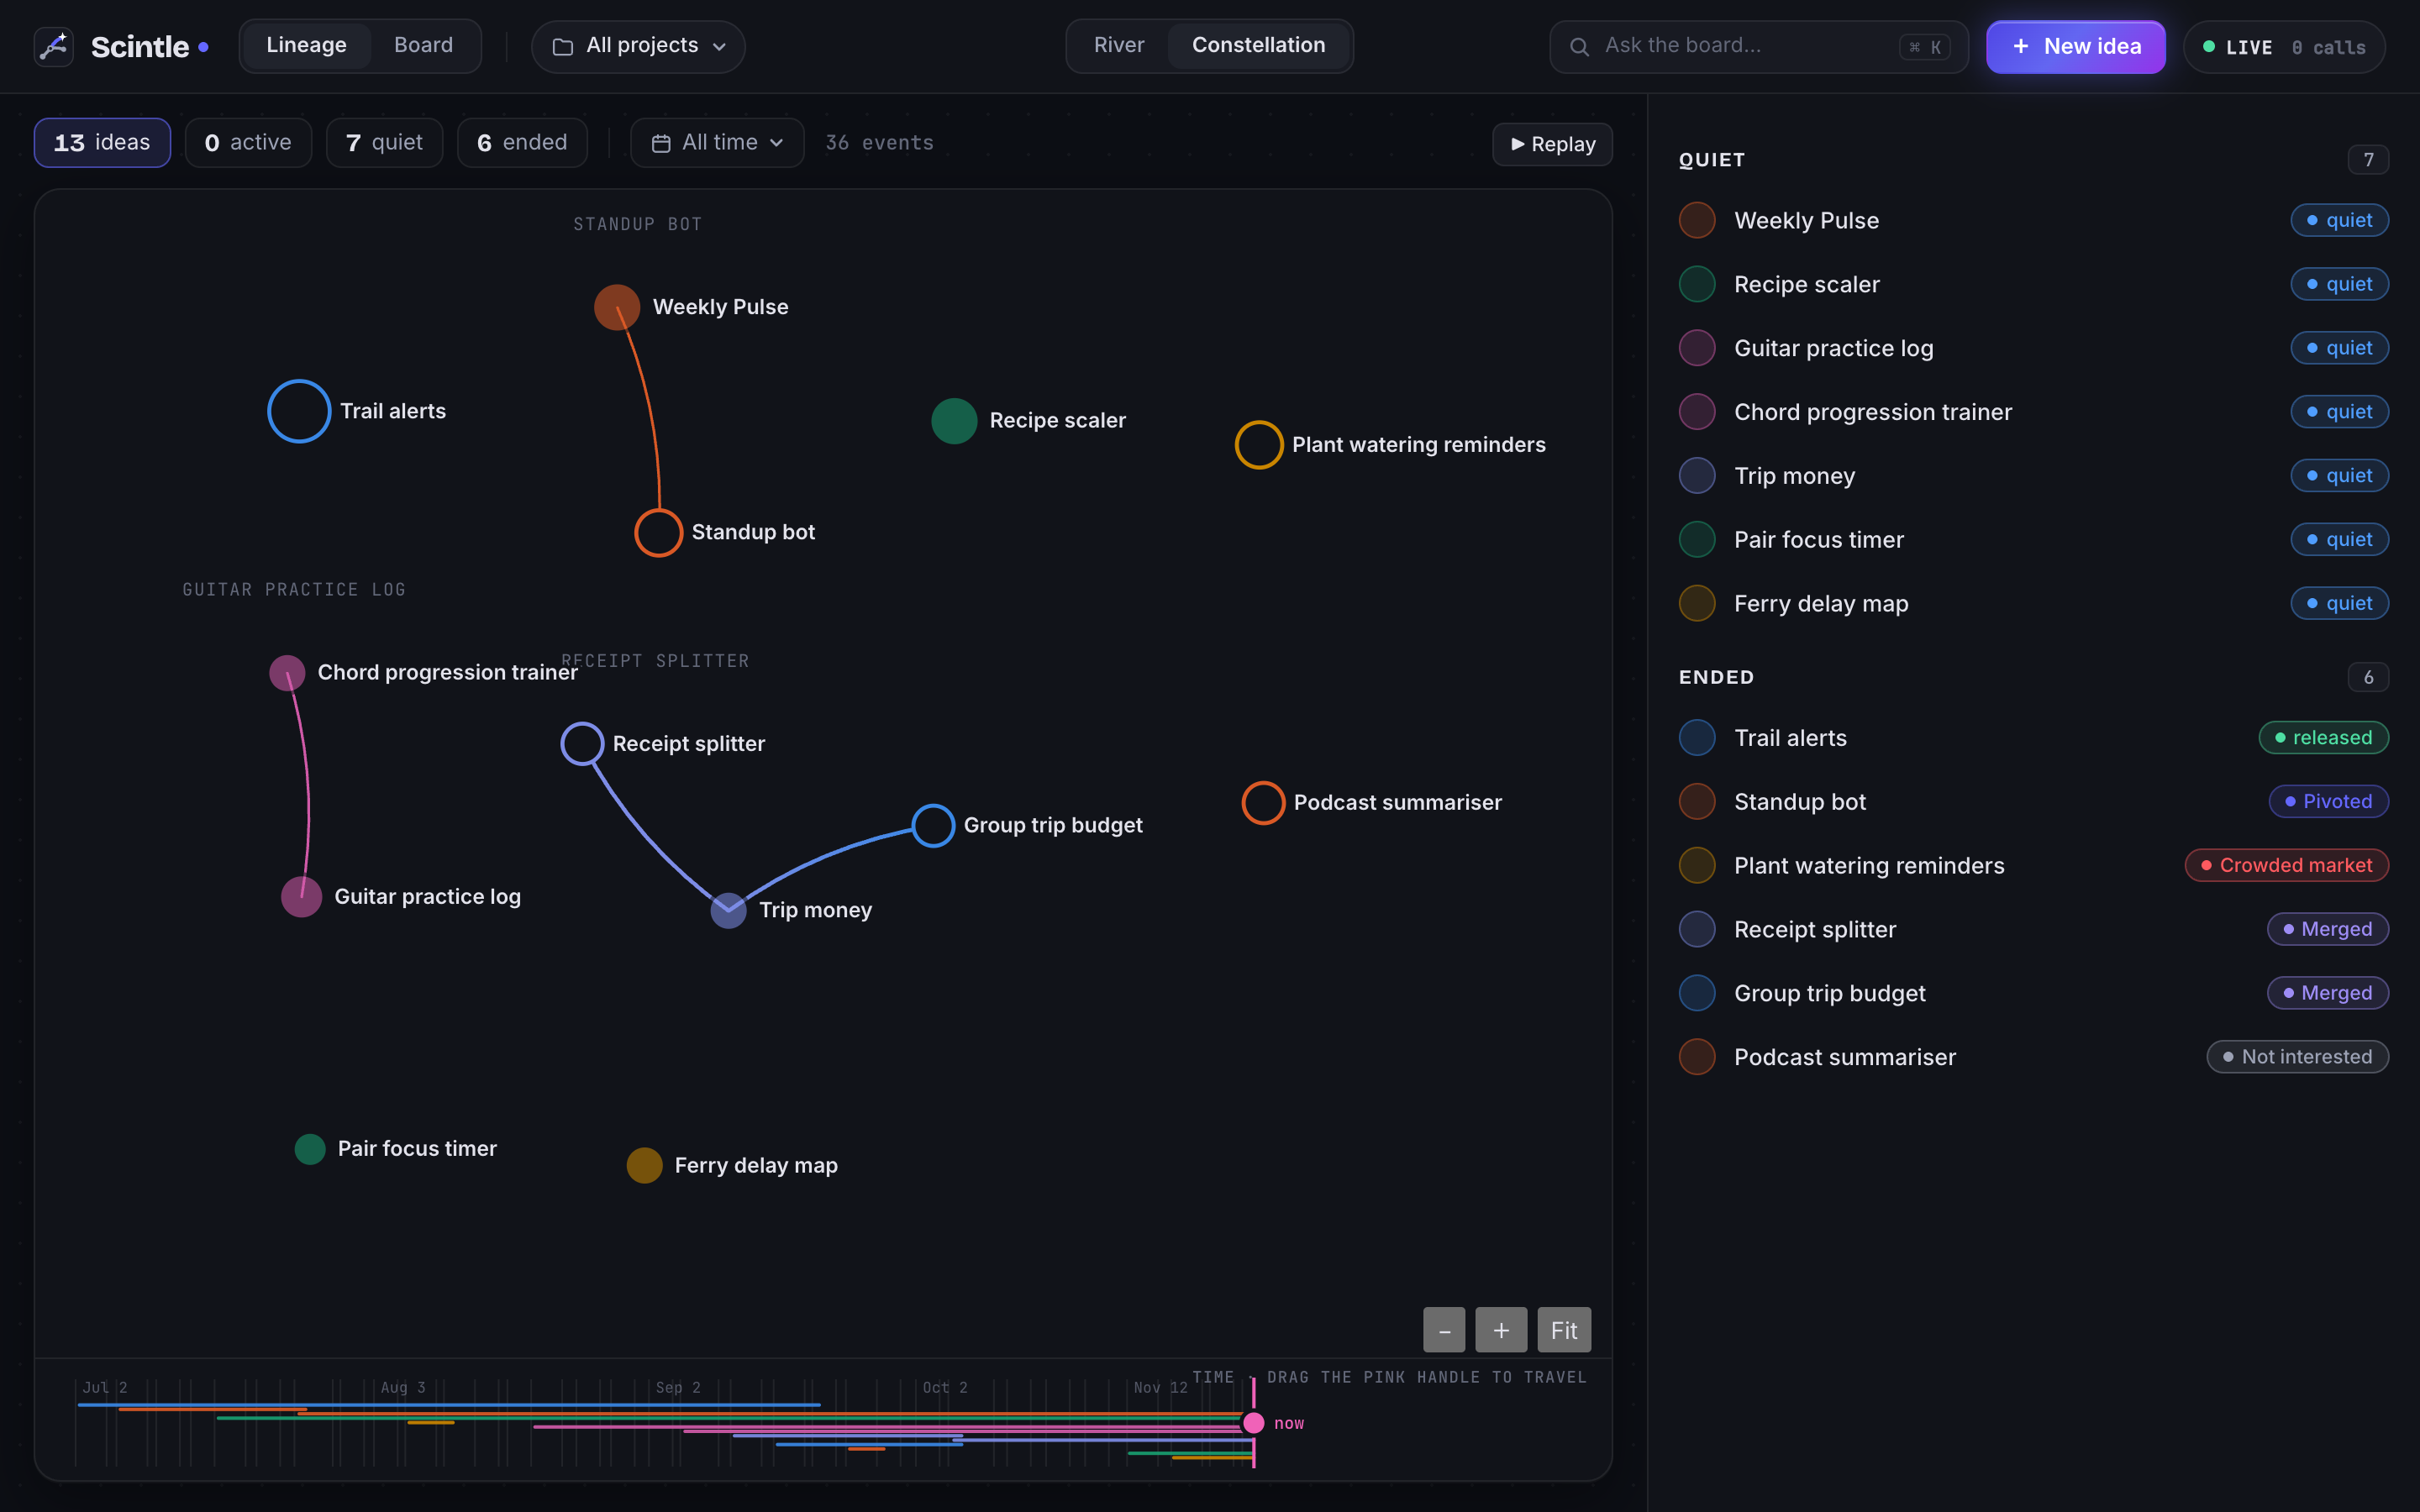 Scintle
Lineage
Board
All projects
River
Constellation
Ask the board...
⌘ K
+ New idea
LIVE 0 calls
13 ideas
0 active
7 quiet
6 ended
All time
36 events
Replay
STANDUP BOT
Weekly Pulse
Trail alerts
Recipe scaler
Plant watering reminders
Standup bot
GUITAR PRACTICE LOG
RECEIPT SPLITTER
Chord progression trainer
Receipt splitter
Podcast summariser
Group trip budget
Guitar practice log
Trip money
Pair focus timer
Ferry delay map
– + Fit
TIME · DRAG THE PINK HANDLE TO TRAVEL
Jul 2
Aug 3
Sep 2
Oct 2
Nov 12
now
QUIET 7
Weekly Pulse quiet
Recipe scaler quiet
Guitar practice log quiet
Chord progression trainer quiet
Trip money quiet
Pair focus timer quiet
Ferry delay map quiet
ENDED 6
Trail alerts released
Standup bot Pivoted
Plant watering reminders Crowded market
Receipt splitter Merged
Group trip budget Merged
Podcast summariser Not interested